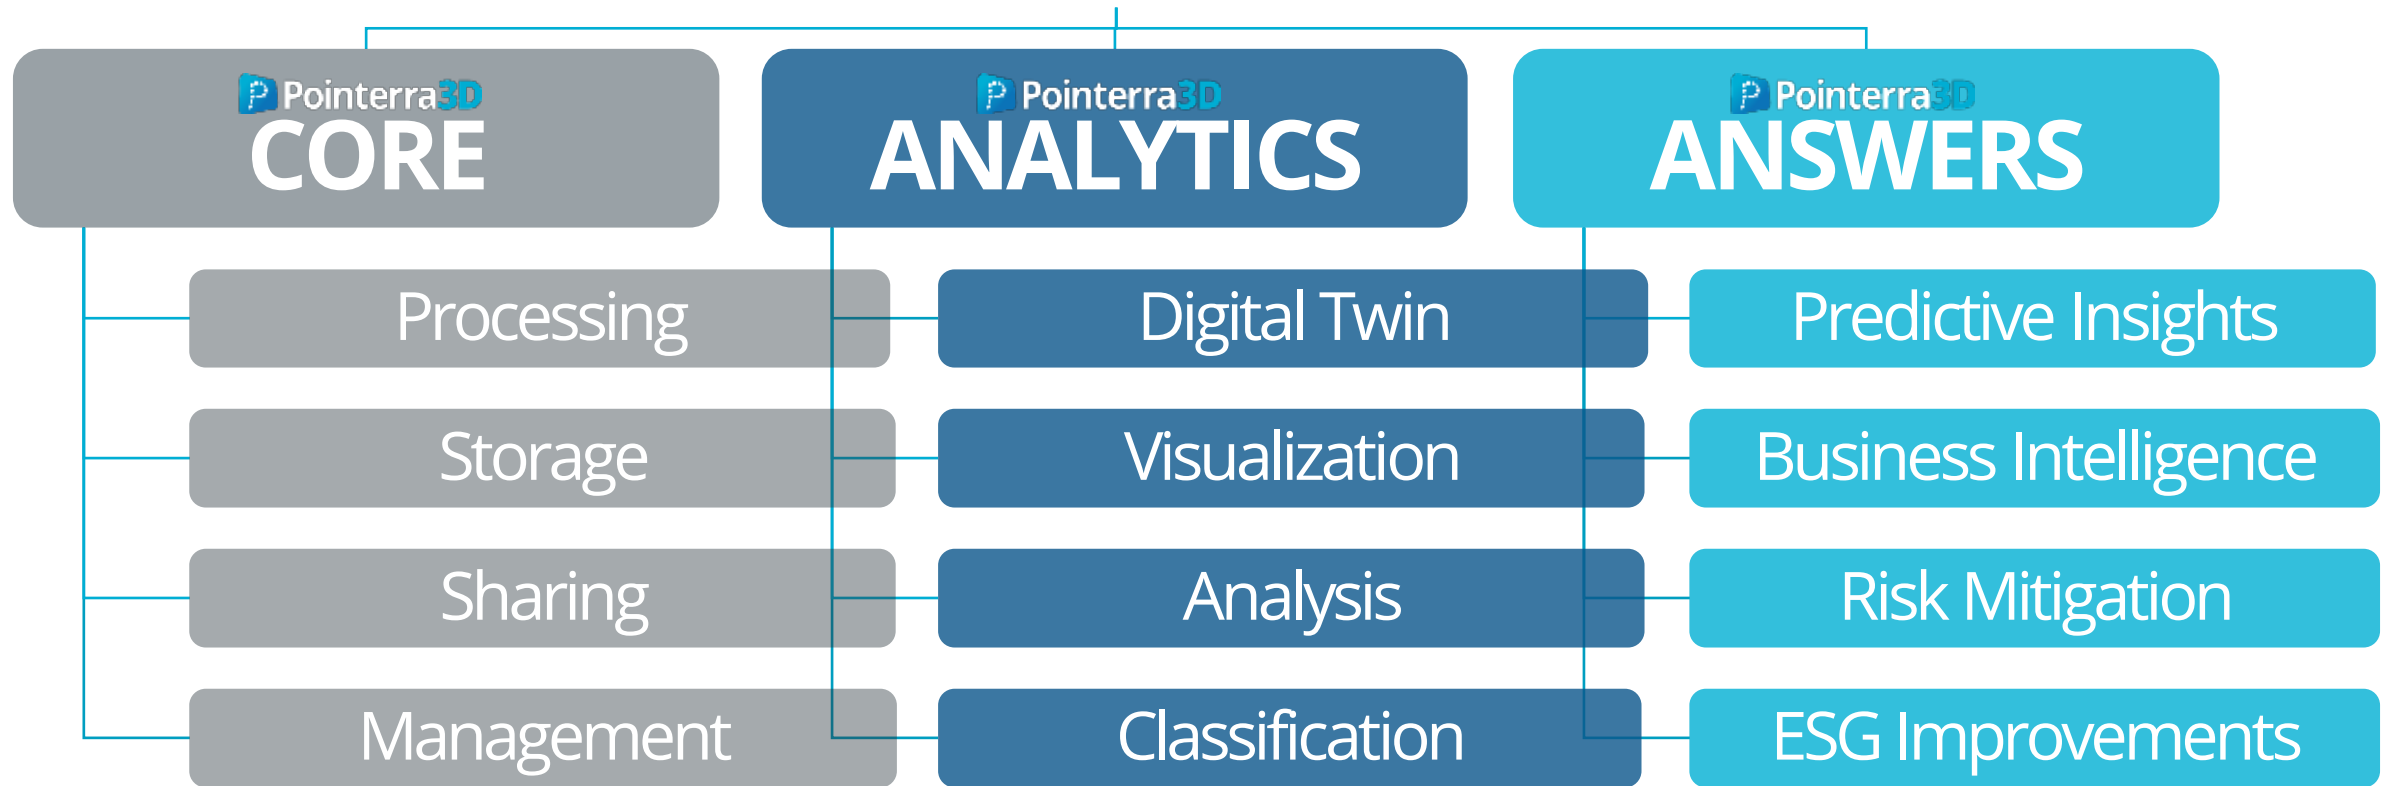 Pointerra3D
CORE
Processing
Storage
Sharing
Management
Pointerra3D
ANALYTICS
Digital Twin
Visualization
Analysis
Classification
Pointerra3D
ANSWERS
Predictive Insights
Business Intelligence
Risk Mitigation
ESG Improvements